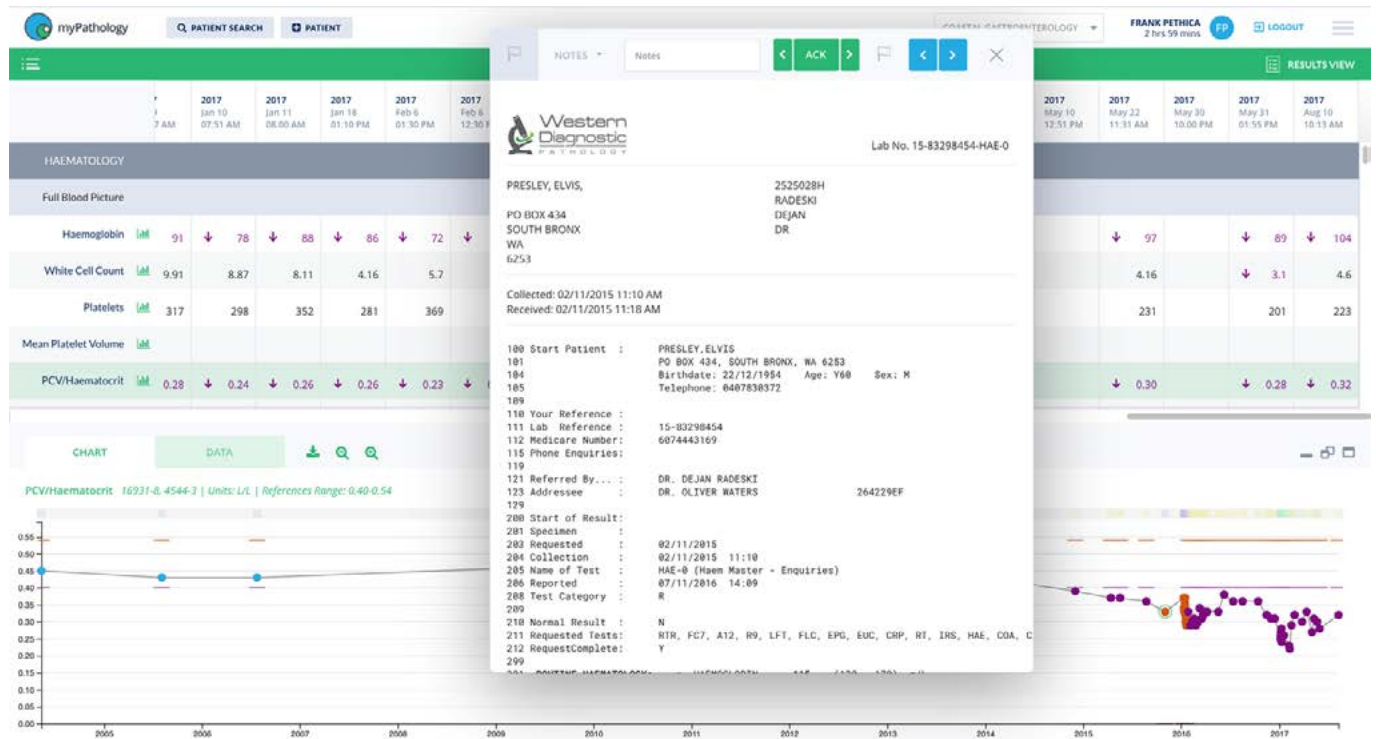 myPathology
PATIENT SEARCH
PATIENT
FRANK PETHICA
2 hrs 59 mins
FP
LOGOUT
NOTES
Notes
ACK
RESULTS VIEW
7 AM
2017
Jan 10
07:51 AM
2017
Jan 11
08:00 AM
2017
Jan 18
01:10 PM
2017
Feb 6
01:30 PM
2017
Feb 6
2017
May 10
12:51 PM
2017
May 22
11:31 AM
2017
May 30
10:00 PM
2017
May 31
01:55 PM
2017
Aug 10
10:13 AM
HAEMATOLOGY
Full Blood Picture
Haemoglobin 91 ↓ 78 ↓ 88 ↓ 86 ↓ 72 ↓ ↓ 97 ↓ 89 ↓ 104
White Cell Count 9.91 8.87 8.11 4.16 5.7 4.16 ↓ 3.1 4.6
Platelets 317 298 352 281 369 231 201 223
Mean Platelet Volume
PCV/Haematocrit 0.28 ↓ 0.24 ↓ 0.26 ↓ 0.26 ↓ 0.23 ↓ ↓ 0.30 ↓ 0.28 ↓ 0.32
Western
Diagnostic
PATHOLOGY
Lab No. 15-83298454-HAE-0
PRESLEY, ELVIS,
PO BOX 434
SOUTH BRONX
WA
6253
2525028H
RADESKI
DEJAN
DR
Collected: 02/11/2015 11:10 AM
Received: 02/11/2015 11:18 AM
100 Start Patient : PRESLEY,ELVIS
101 PO BOX 434, SOUTH BRONX, WA 6253
104 Birthdate: 22/12/1954 Age: Y60 Sex: M
105 Telephone: 0407830372
109
110 Your Reference :
111 Lab Reference : 15-83298454
112 Medicare Number: 6074443169
115 Phone Enquiries:
119
121 Referred By... : DR. DEJAN RADESKI
123 Addressee : DR. OLIVER WATERS 264229EF
129
200 Start of Result:
201 Specimen :
203 Requested : 02/11/2015
204 Collection : 02/11/2015 11:10
205 Name of Test : HAE-0 (Haem Master - Enquiries)
206 Reported : 07/11/2016 14:09
208 Test Category : R
209
210 Normal Result : N
211 Requested Tests: RTR, FC7, A12, R9, LFT, FLC, EPG, EUC, CRP, RT, IRS, HAE, COA, C
212 RequestComplete: Y
299
CHART
DATA
PCV/Haematocrit 16931-8, 4544-3 | Units: L/L | References Range: 0.40-0.54
0.55
0.50
0.45
0.40
0.35
0.30
0.25
0.20
0.15
0.10
0.05
0.00
2005 2006 2007 2008 2009 2010 2011 2012 2013 2014 2015 2016 2017